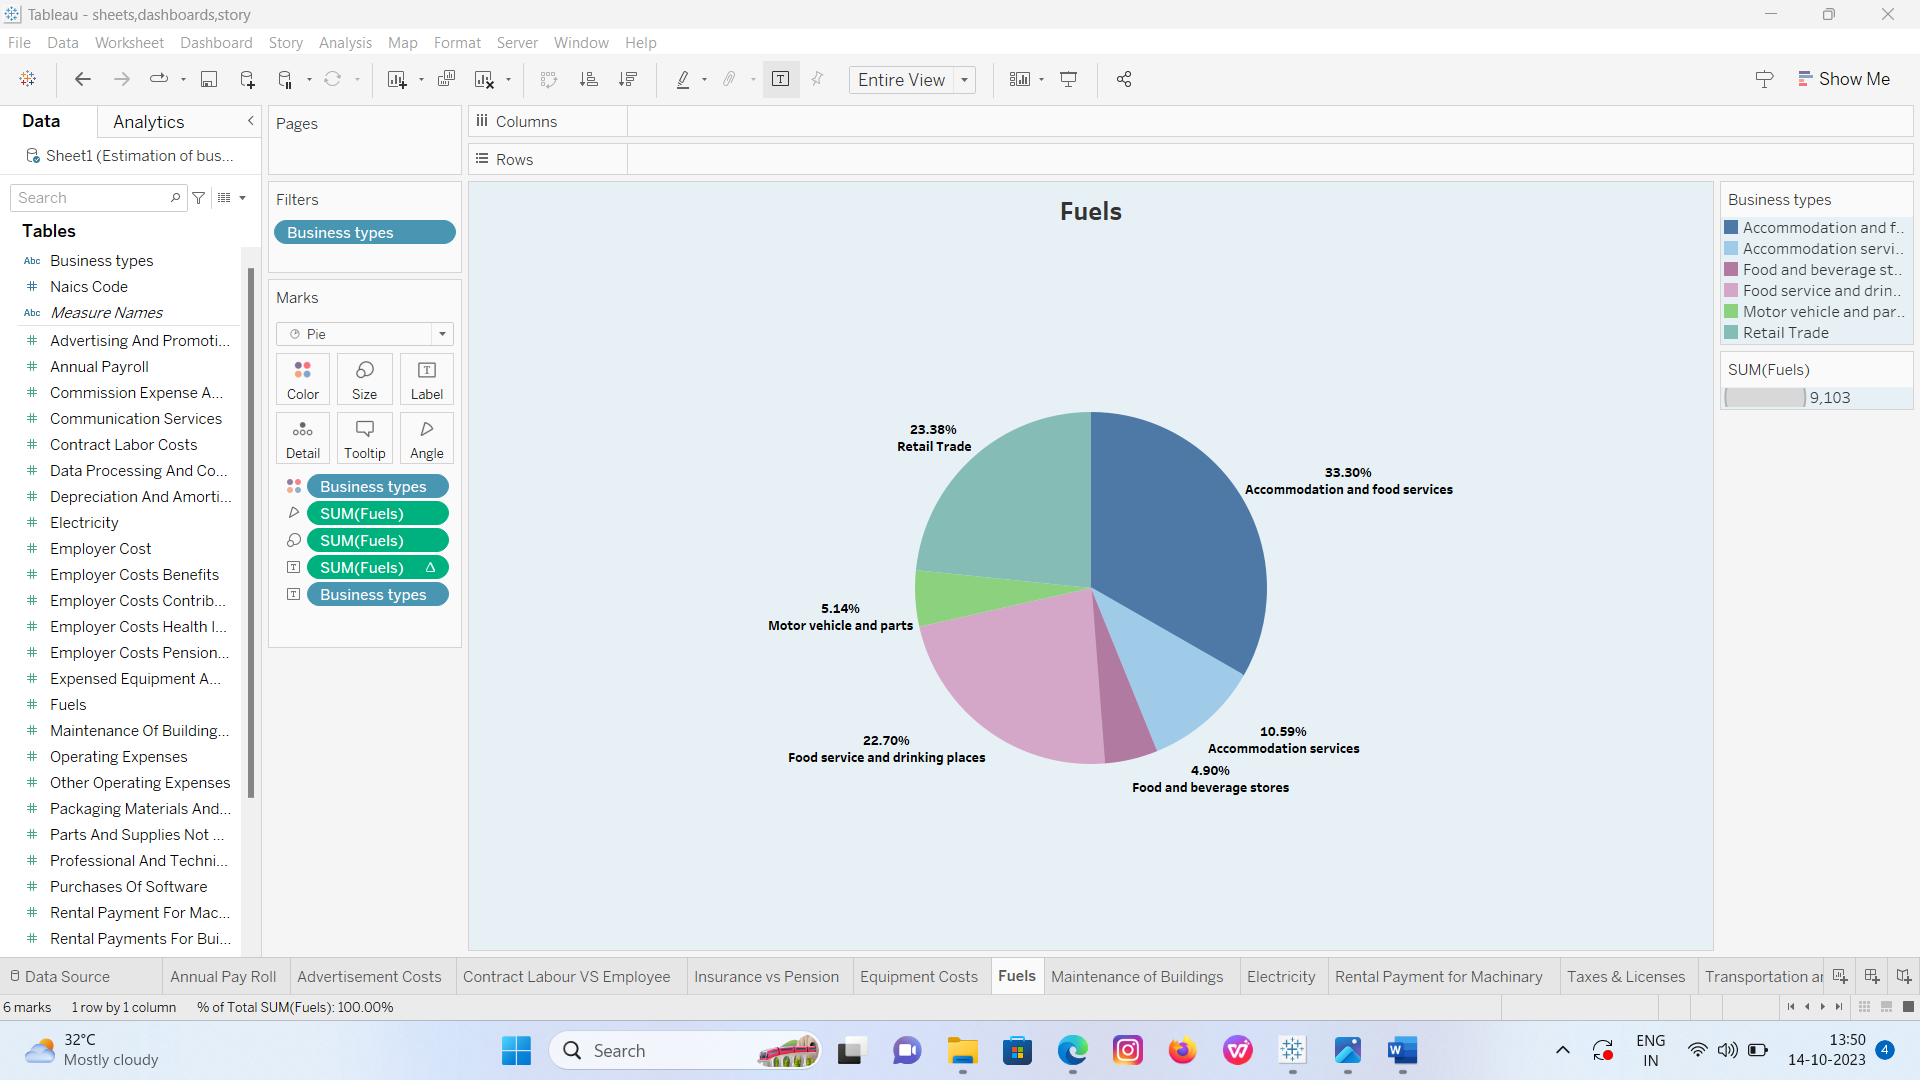 Tableau - sheets,dashboards,story
File Data Worksheet Dashboard Story Analysis Map Format Server Window Help
Entire View
Show Me
Data Analytics
Sheet1 (Estimation of bus...
Search
Tables
Abc Business types
# Naics Code
Abc Measure Names
# Advertising And Promoti...
# Annual Payroll
# Commission Expense A...
# Communication Services
# Contract Labor Costs
# Data Processing And Co...
# Depreciation And Amorti...
# Electricity
# Employer Cost
# Employer Costs Benefits
# Employer Costs Contrib...
# Employer Costs Health I...
# Employer Costs Pension...
# Expensed Equipment A...
# Fuels
# Maintenance Of Building...
# Operating Expenses
# Other Operating Expenses
# Packaging Materials And...
# Parts And Supplies Not ...
# Professional And Techni...
# Purchases Of Software
# Rental Payment For Mac...
# Rental Payments For Bui...
Pages
Filters
Business types
Marks
Pie
Color Size Label
Detail Tooltip Angle
Business types
SUM(Fuels)
SUM(Fuels)
SUM(Fuels) Δ
Business types
Columns
Rows
Fuels
23.38%
Retail Trade
33.30%
Accommodation and food services
5.14%
Motor vehicle and parts
22.70%
Food service and drinking places
10.59%
Accommodation services
4.90%
Food and beverage stores
Business types
Accommodation and f..
Accommodation servi..
Food and beverage st..
Food service and drin..
Motor vehicle and par..
Retail Trade
SUM(Fuels)
9,103
Data Source Annual Pay Roll Advertisement Costs Contract Labour VS Employee Insurance vs Pension Equipment Costs Fuels Maintenance of Buildings Electricity Rental Payment for Machinary Taxes & Licenses Transportation ar
6 marks 1 row by 1 column % of Total SUM(Fuels): 100.00%
32°C
Mostly cloudy
Search
ENG
IN
13:50
14-10-2023
4